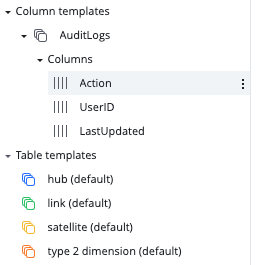 Column templates
AuditLogs
Columns
Action
UserID
LastUpdated
Table templates
hub (default)
link (default)
satellite (default)
type 2 dimension (default)